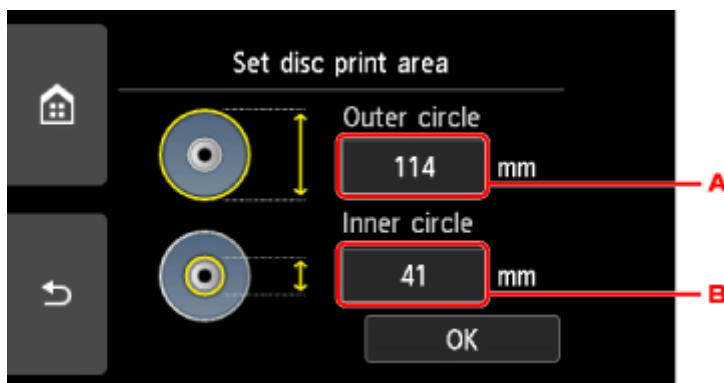 Set disc print area
Outer circle
114 mm
A
Inner circle
41 mm
B
OK